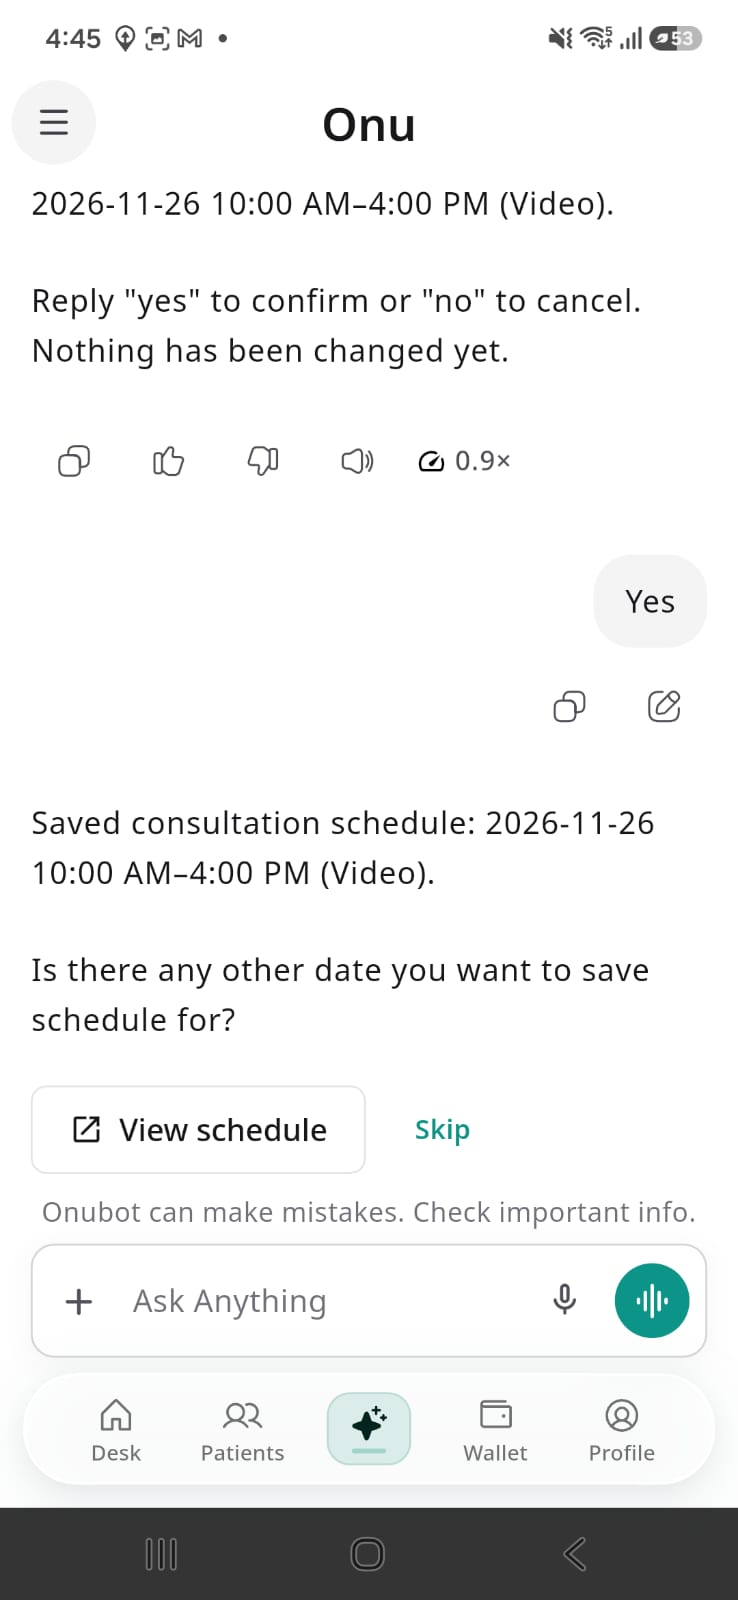 4:45
53
Onu
2026-11-26 10:00 AM–4:00 PM (Video).
Reply "yes" to confirm or "no" to cancel.
Nothing has been changed yet.
0.9×
Yes
Saved consultation schedule: 2026-11-26
10:00 AM–4:00 PM (Video).
Is there any other date you want to save
schedule for?
View schedule
Skip
Onubot can make mistakes. Check important info.
Ask Anything
Desk
Patients
Wallet
Profile